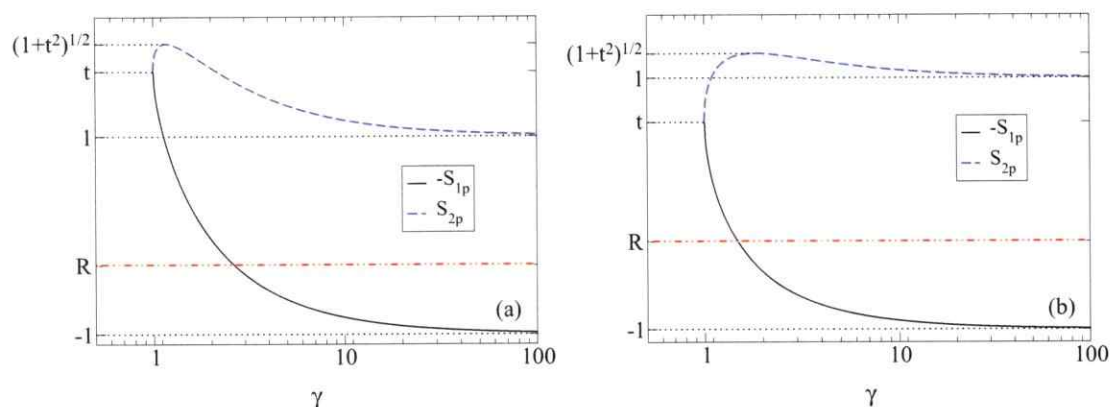 (1+t²)^1/2
t
1
R
-1
-S1p
S2p
(a)
1
10
100
γ
(1+t²)^1/2
1
t
R
-1
-S1p
S2p
(b)
1
10
100
γ